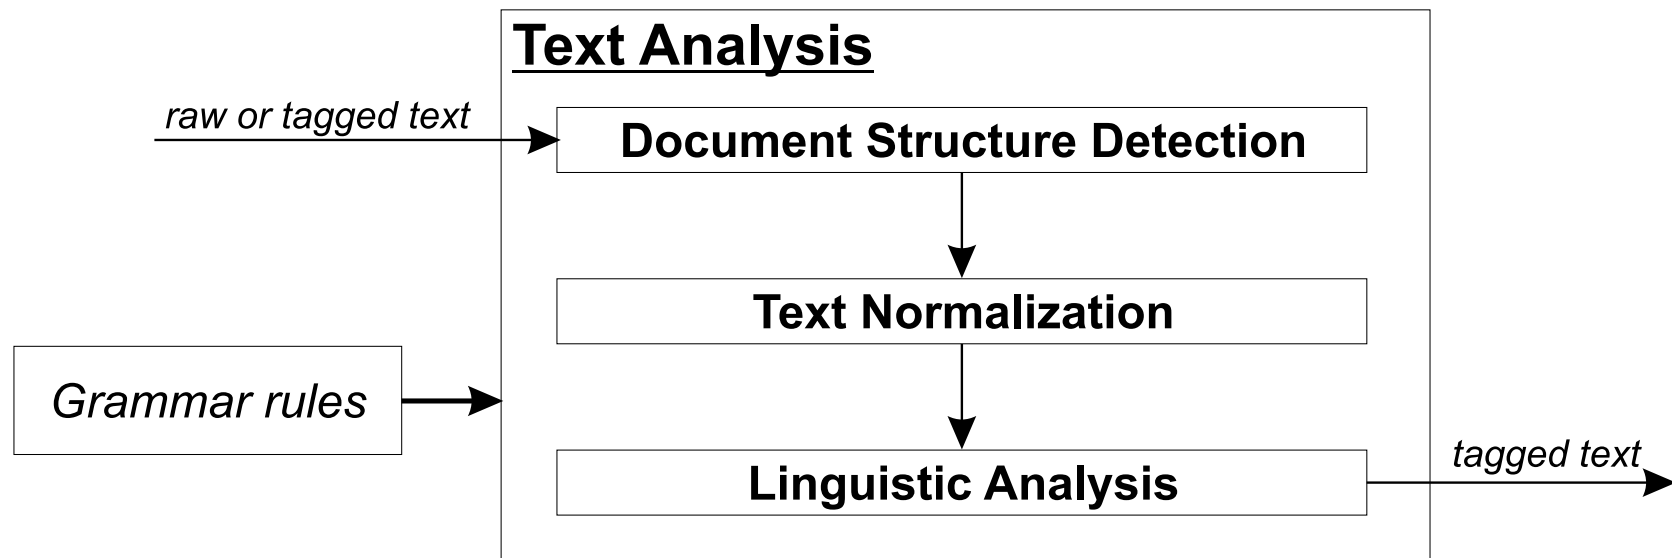 Text Analysis
raw or tagged text
Document Structure Detection
Text Normalization
Grammar rules
Linguistic Analysis
tagged text